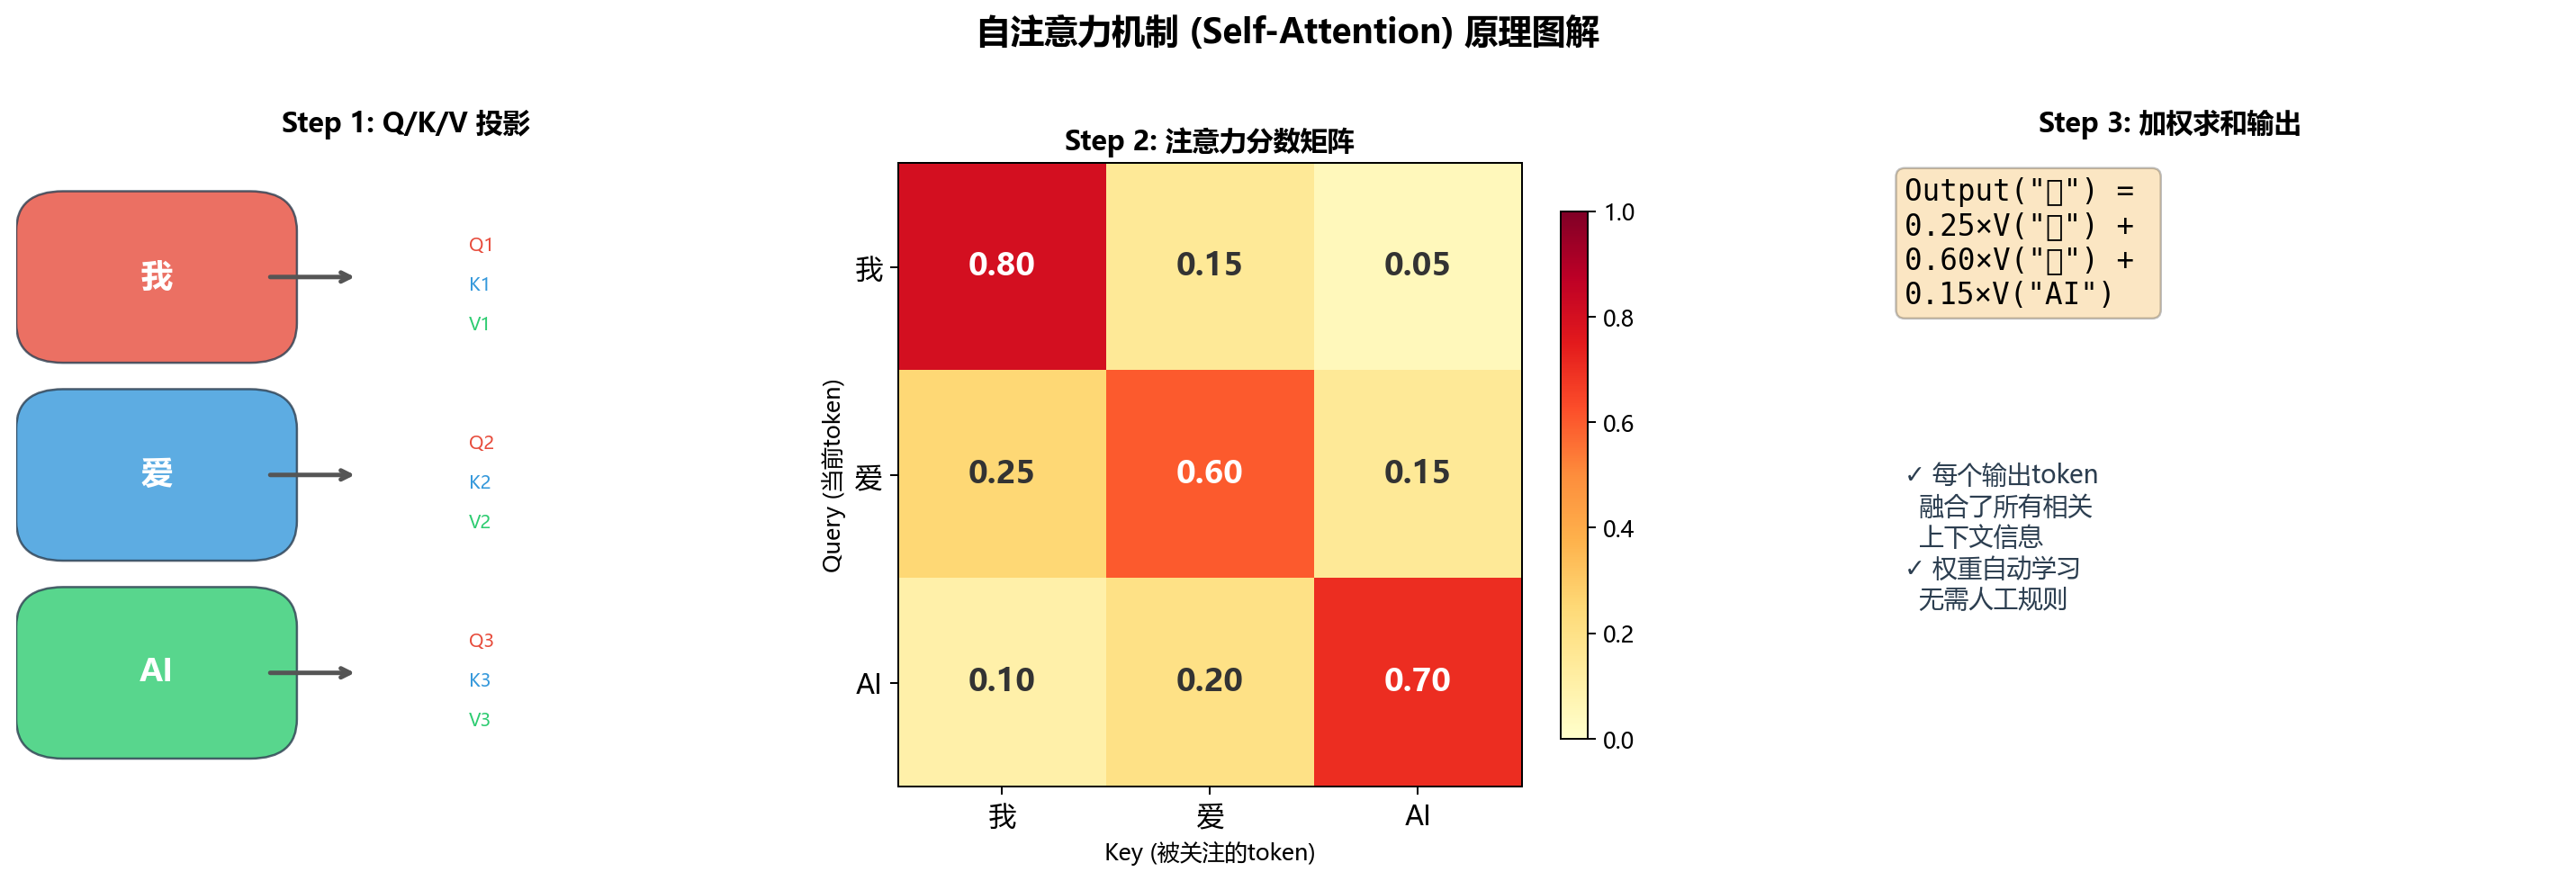 自注意力机制 (Self-Attention) 原理图解
Step 1: Q/K/V 投影
我
Q1
K1
V1
爱
Q2
K2
V2
AI
Q3
K3
V3
Step 2: 注意力分数矩阵
Query (当前token)
我
0.80
0.15
0.05
爱
0.25
0.60
0.15
AI
0.10
0.20
0.70
我
爱
AI
Key (被关注的token)
1.0
0.8
0.6
0.4
0.2
0.0
Step 3: 加权求和输出
Output("▯") =
0.25×V("▯") +
0.60×V("▯") +
0.15×V("AI")
✓ 每个输出token
融合了所有相关
上下文信息
✓ 权重自动学习
无需人工规则